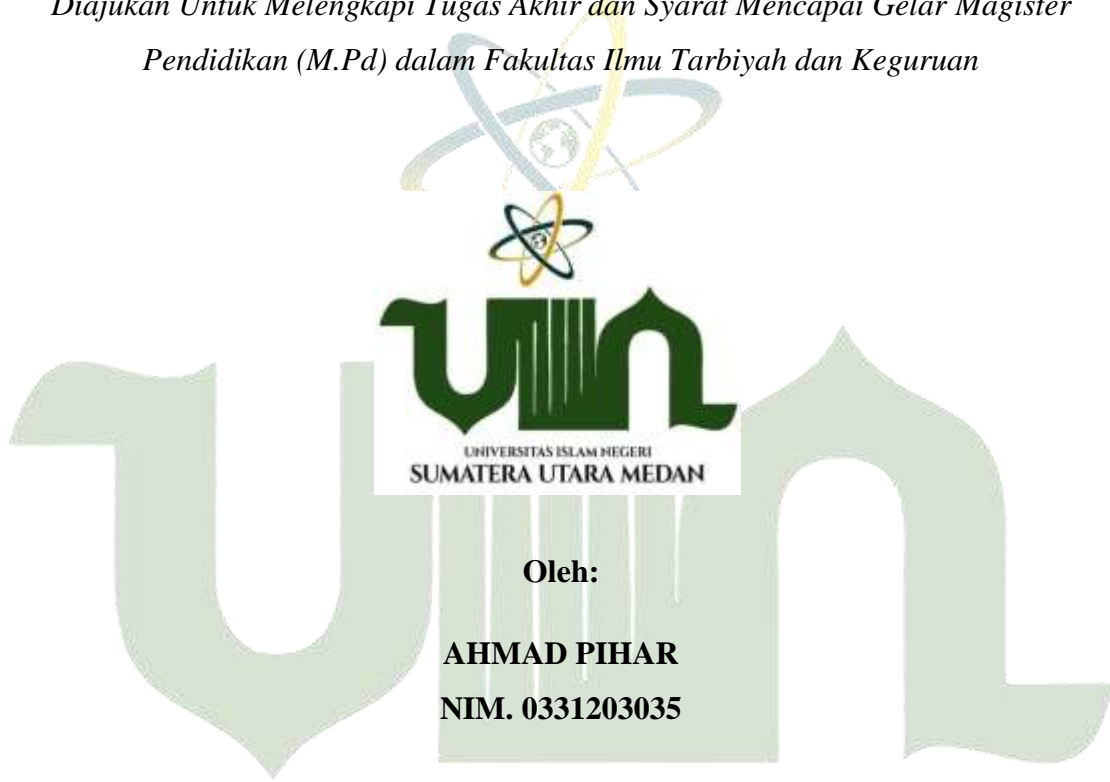 Diajukan Untuk Melengkapi Tugas Akhir dan Syarat Mencapai Gelar Magister
Pendidikan (M.Pd) dalam Fakultas Ilmu Tarbiyah dan Keguruan
UIN
UNIVERSITAS ISLAM NEGERI
SUMATERA UTARA MEDAN
Oleh:
AHMAD PIHAR
NIM. 0331203035